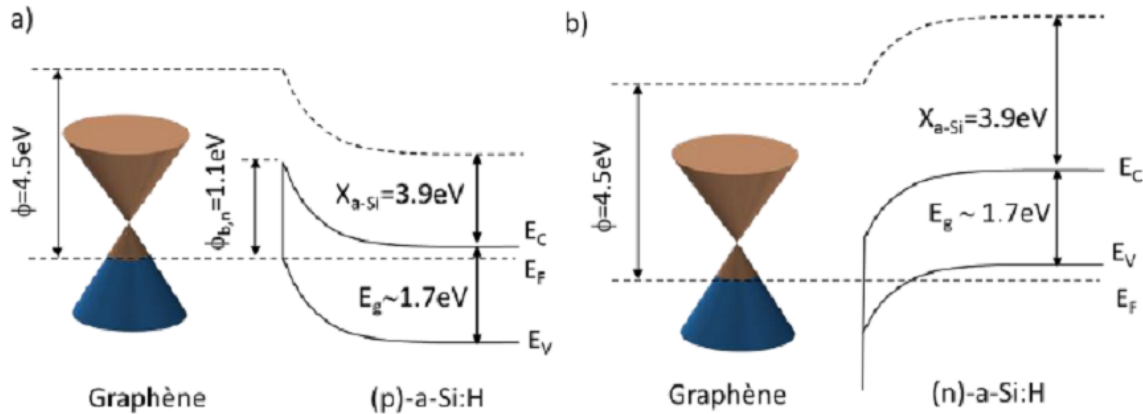 a)
ϕ=4.5eV
ϕb,n=1.1eV
Xa-Si=3.9eV
EC
EF
Eg~1.7eV
EV
Graphène
(p)-a-Si:H
b)
ϕ=4.5eV
Xa-Si=3.9eV
EC
Eg ~ 1.7eV
EV
EF
Graphène
(n)-a-Si:H